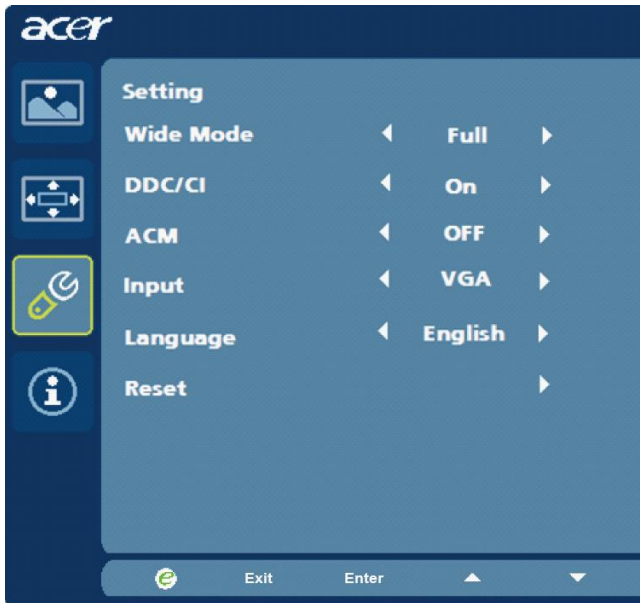 acer
Setting
Wide Mode Full
DDC/CI On
ACM OFF
Input VGA
Language English
Reset
e Exit Enter